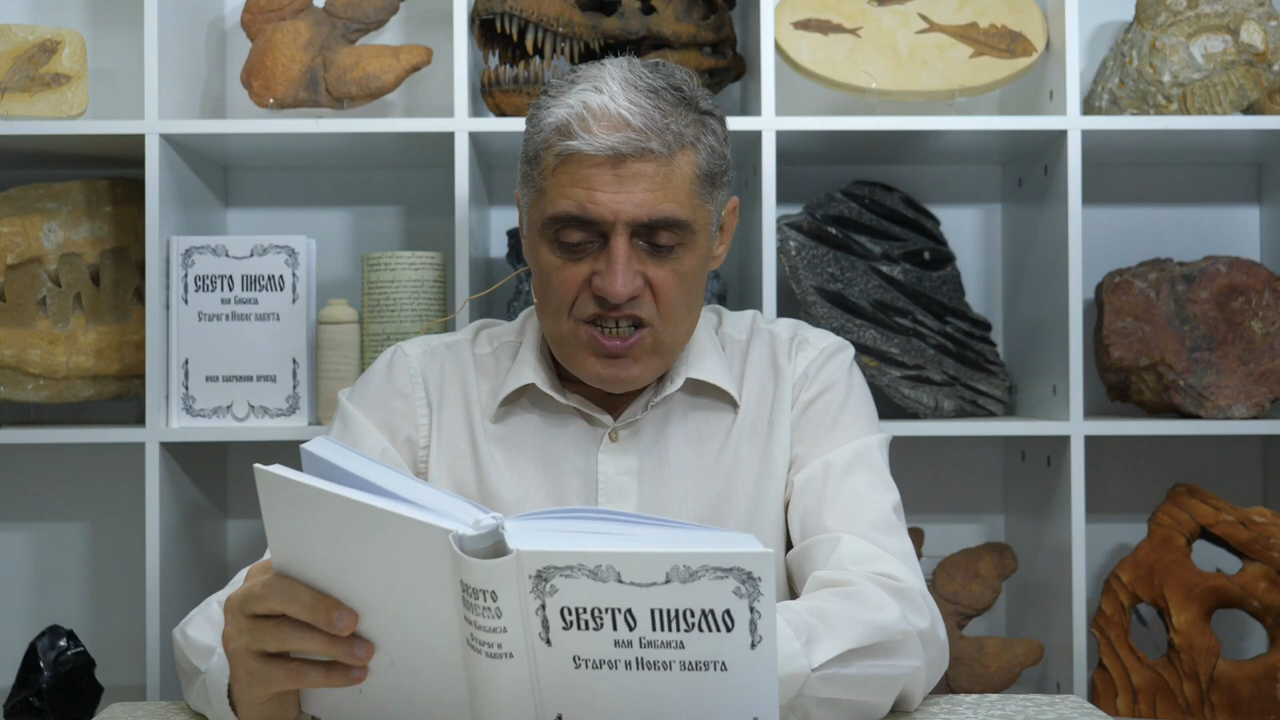 СВЕТО ПИСМО
или Библија
Старог и Новог завета
СВЕТО
ПИСМО
или Библија
Старог и
Новог завета
СВЕТО ПИСМО
или Библија
Старог и Новог завета